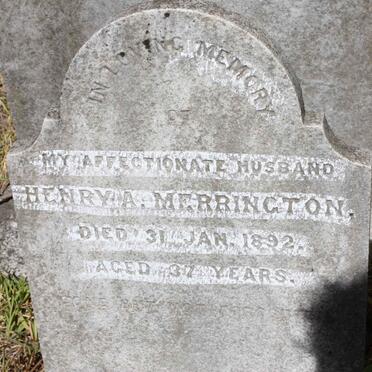 IN LOVING MEMORY
OF
MY AFFECTIONATE HUSBAND
HENRY A. MERRINGTON.
DIED 31 JAN. 1892.
AGED 37 YEARS.